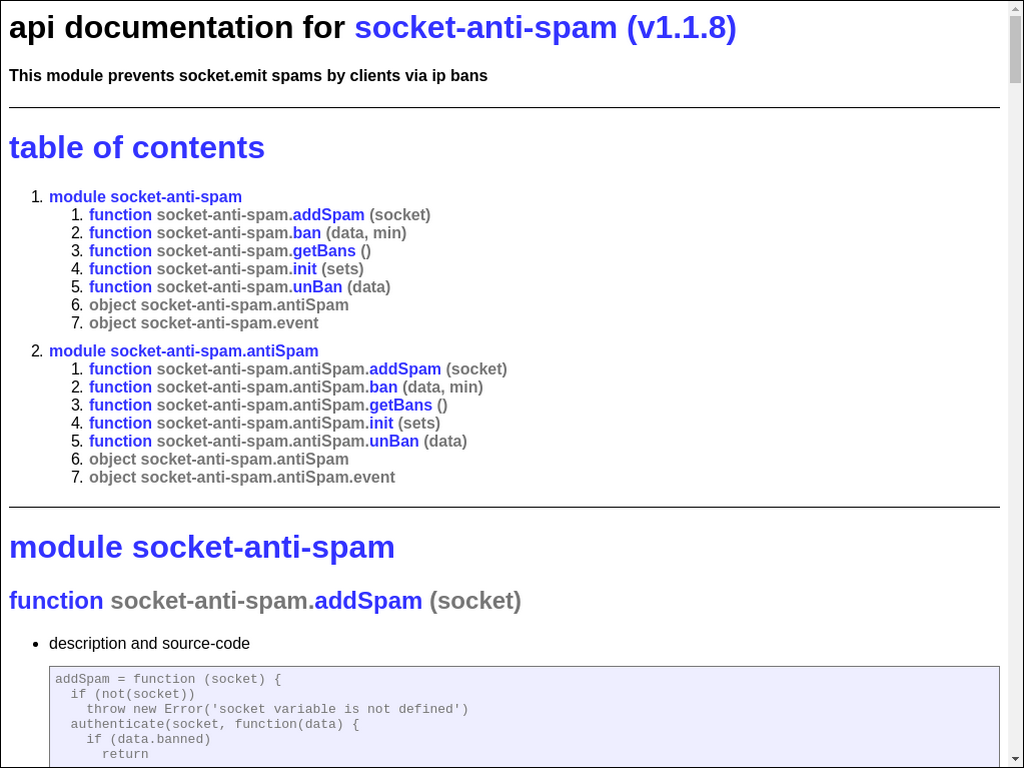 api documentation for socket-anti-spam (v1.1.8)
This module prevents socket.emit spams by clients via ip bans
table of contents
1. module socket-anti-spam
1. function socket-anti-spam.addSpam (socket)
2. function socket-anti-spam.ban (data, min)
3. function socket-anti-spam.getBans ()
4. function socket-anti-spam.init (sets)
5. function socket-anti-spam.unBan (data)
6. object socket-anti-spam.antiSpam
7. object socket-anti-spam.event
2. module socket-anti-spam.antiSpam
1. function socket-anti-spam.antiSpam.addSpam (socket)
2. function socket-anti-spam.antiSpam.ban (data, min)
3. function socket-anti-spam.antiSpam.getBans ()
4. function socket-anti-spam.antiSpam.init (sets)
5. function socket-anti-spam.antiSpam.unBan (data)
6. object socket-anti-spam.antiSpam
7. object socket-anti-spam.antiSpam.event
module socket-anti-spam
function socket-anti-spam.addSpam (socket)
• description and source-code
addSpam = function (socket) {
  if (not(socket))
    throw new Error('socket variable is not defined')
  authenticate(socket, function(data) {
    if (data.banned)
      return